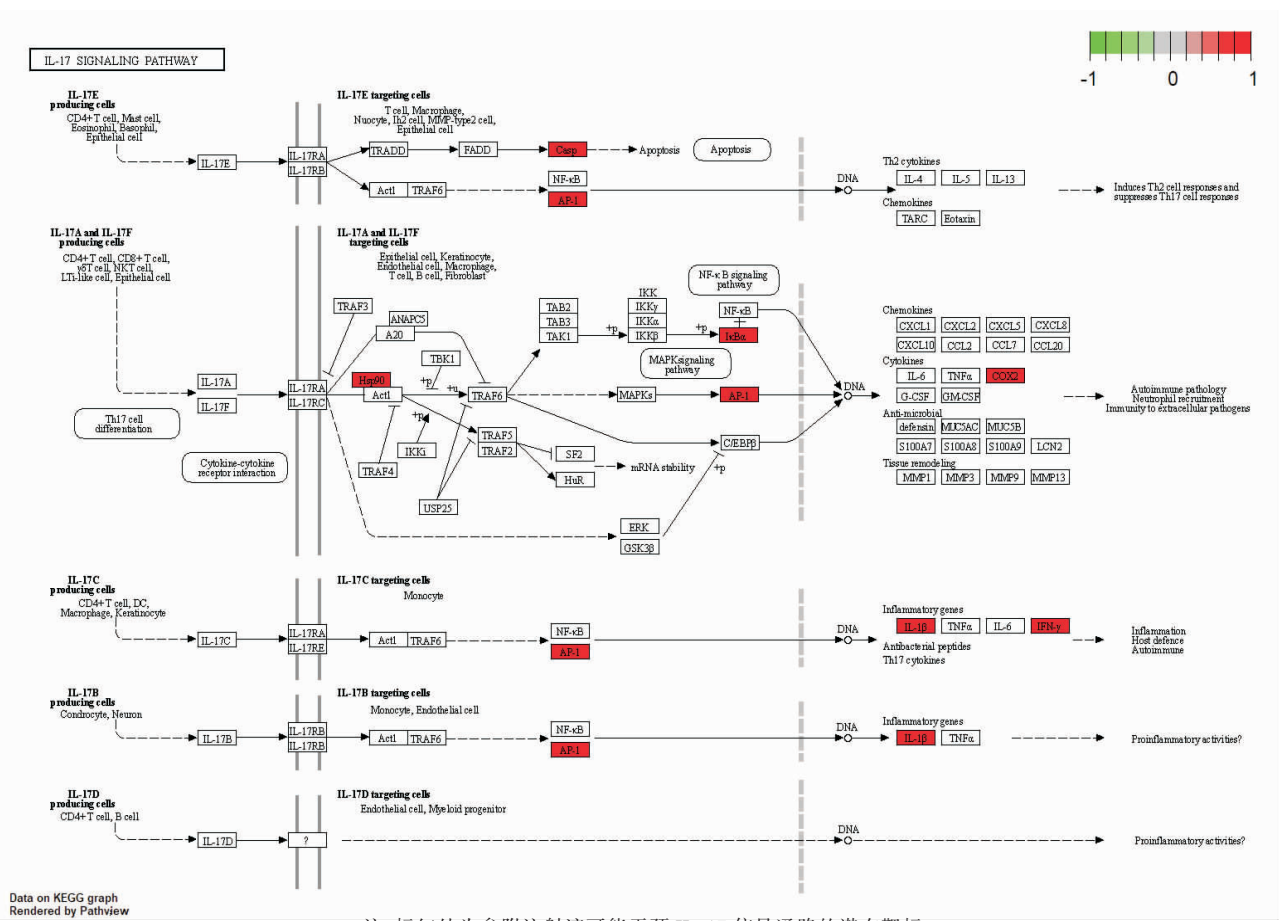 IL-17 SIGNALING PATHWAY
-1
0
1
IL-17E
producing cells
CD4+ T cell, Mast cell,
Eosinophil, Basophil,
Epithelial cell
IL-17E
IL-17RA
IL-17RB
IL-17E targeting cells
T cell, Macrophage,
Nuocyte, Ih2 cell, MMP-type2 cell,
Epithelial cell
TRADD
FADD
Casp
Apoptosis
Apoptosis
Act1
TRAF6
NF-κB
AP-1
DNA
Th2 cytokines
IL-4
IL-5
IL-13
Chemokines
TARC
Eotaxin
Induces Th2 cell responses and
suppresses Th17 cell responses
IL-17A and IL-17F
producing cells
CD4+ T cell, CD8+ T cell,
γδT cell, NKT cell,
LTi-like cell, Epithelial cell
IL-17A
IL-17F
Th17 cell
differentiation
Cytokine-cytokine
receptor interaction
IL-17RA
IL-17RC
IL-17A and IL-17F
targeting cells
Epithelial cell, Keratinocyte,
Endothelial cell, Macrophage,
T cell, B cell, Fibroblast
TRAF3
ANAPC5
A20
TBK1
+p
+u
Hsp90
Act1
TRAF6
+p
IKKi
TRAF4
TRAF5
TRAF2
USP25
SF2
HuR
mRNA stability
TAB2
TAB3
TAK1
+p
IKK
IKKγ
IKKα
IKKβ
+p
NF-κB signaling
pathway
NF-κB
IκBα
MAPK signaling
pathway
MAPKs
AP-1
C/EBPβ
+p
ERK
GSK3β
DNA
Chemokines
CXCL1
CXCL2
CXCL5
CXCL8
CXCL10
CCL2
CCL7
CCL20
Cytokines
IL-6
TNFα
COX2
G-CSF
GM-CSF
Anti-microbial
defensin
MUC5AC
MUC5B
S100A7
S100A8
S100A9
LCN2
Tissue remodeling
MMP1
MMP3
MMP9
MMP13
Autoimmune pathology
Neutrophil recruitment
Immunity to extracellular pathogens
IL-17C
producing cells
CD4+ T cell, DC,
Macrophage, Keratinocyte
IL-17C
IL-17RA
IL-17RE
IL-17C targeting cells
Monocyte
Act1
TRAF6
NF-κB
AP-1
DNA
Inflammatory genes
IL-1β
TNFα
IL-6
IFN-γ
Antibacterial peptides
Th17 cytokines
Inflammation
Host defence
Autoimmune
IL-17B
producing cells
Condrocyte, Neuron
IL-17B
IL-17RB
IL-17RB
IL-17B targeting cells
Monocyte, Endothelial cell
Act1
TRAF6
NF-κB
AP-1
DNA
Inflammatory genes
IL-1β
TNFα
Proinflammatory activities?
IL-17D
producing cells
CD4+ T cell, B cell
IL-17D
?
IL-17D targeting cells
Endothelial cell, Myeloid progenitor
DNA
Proinflammatory activities?
Data on KEGG graph
Rendered by Pathview